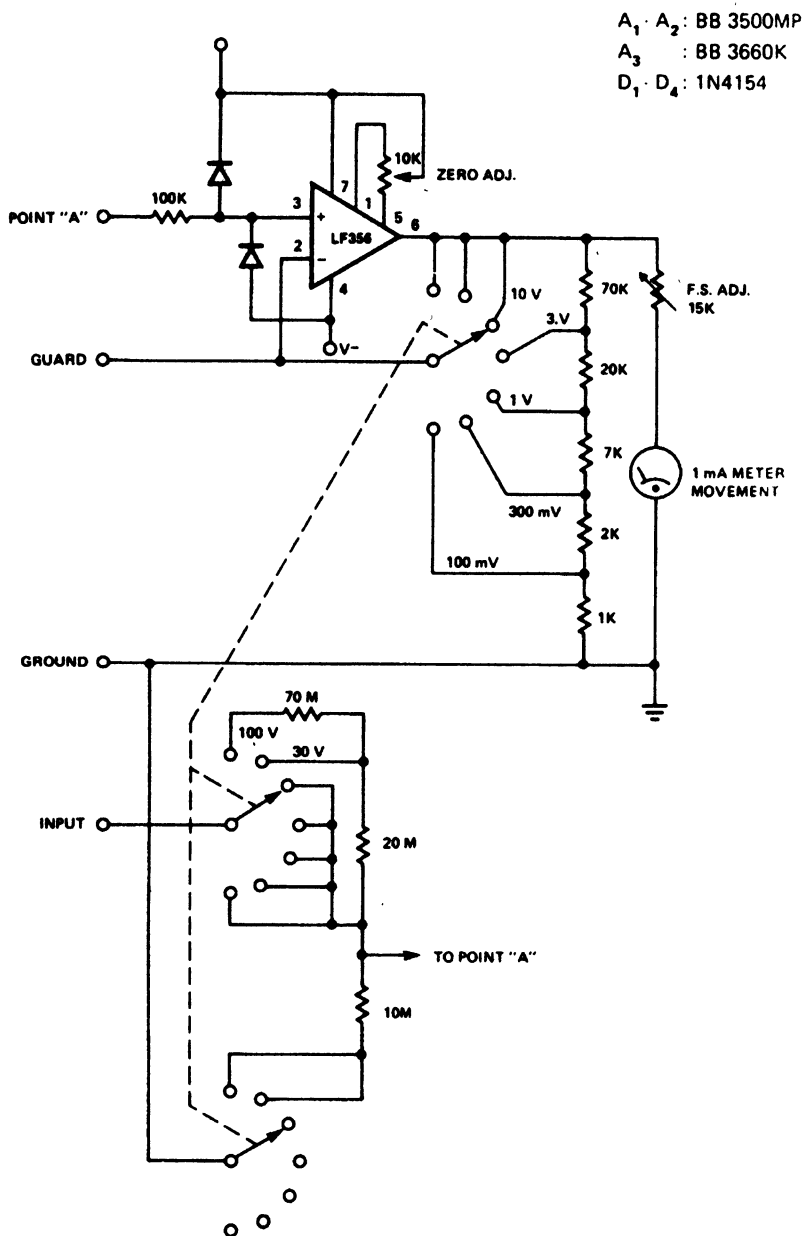 A1 · A2 : BB 3500MP
A3 : BB 3660K
D1 · D4 : 1N4154
10K
ZERO ADJ.
7
1
100K
3
5
6
POINT "A"
+
LF356
2
−
4
10 V
70K
F.S. ADJ.
15K
3.V
V−
GUARD
20K
1 V
7K
1 mA METER
MOVEMENT
300 mV
2K
100 mV
1K
GROUND
70 M
100 V
30 V
INPUT
20 M
TO POINT "A"
10M